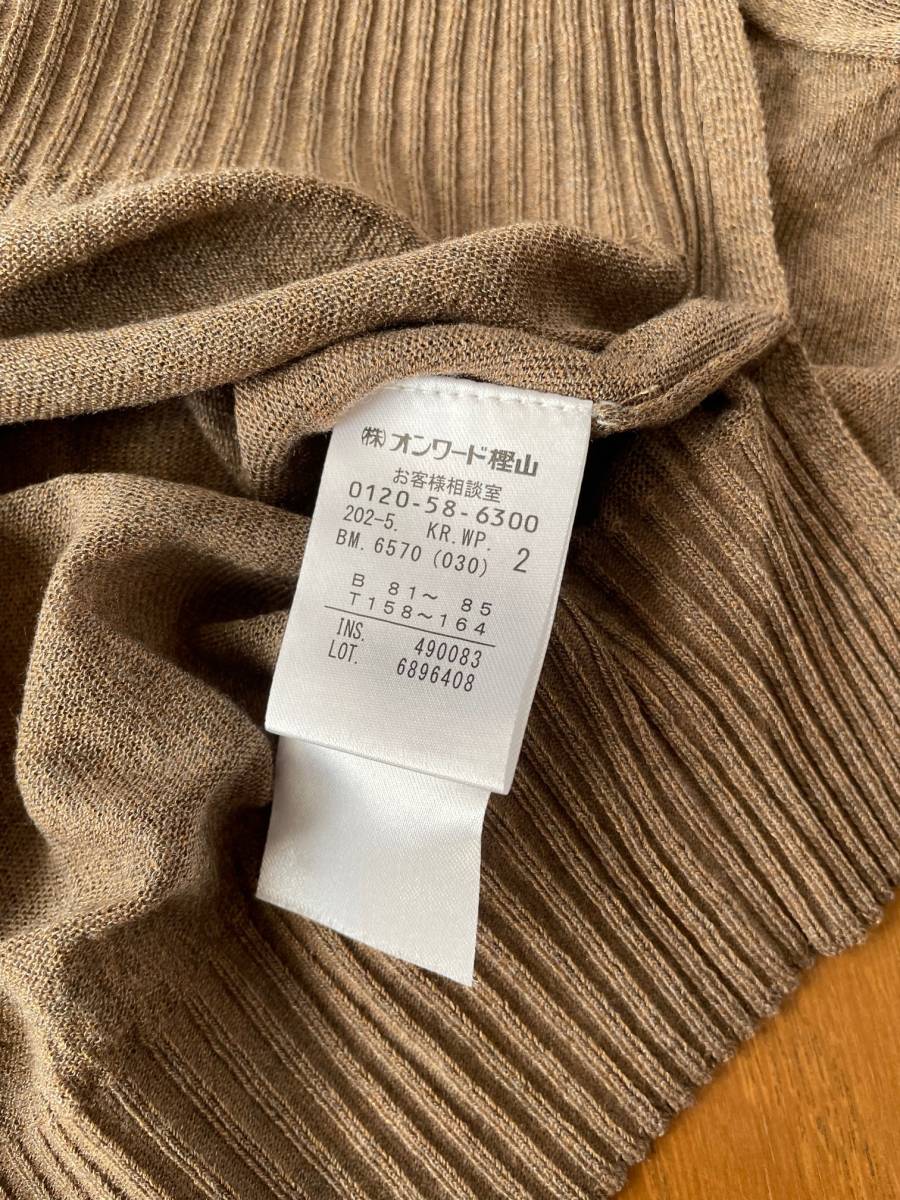 ㈱オンワード樫山
お客様相談室
0120-58-6300
202-5. KR.WP. 2
BM. 6570 (030)
B 81～ 85
T158～164
INS. 490083
LOT. 6896408